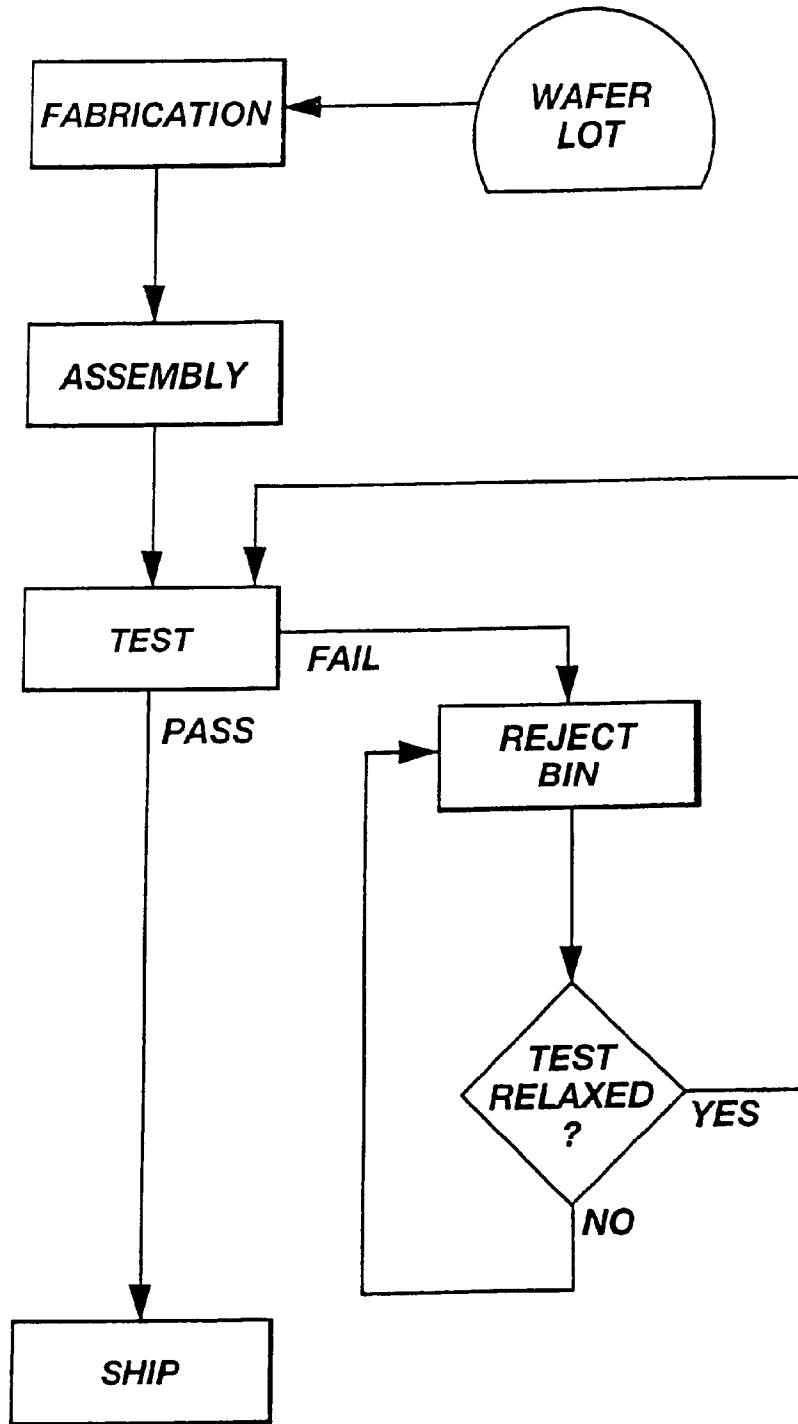 WAFER
LOT
FABRICATION
ASSEMBLY
TEST
FAIL
PASS
REJECT
BIN
TEST
RELAXED
?
YES
NO
SHIP